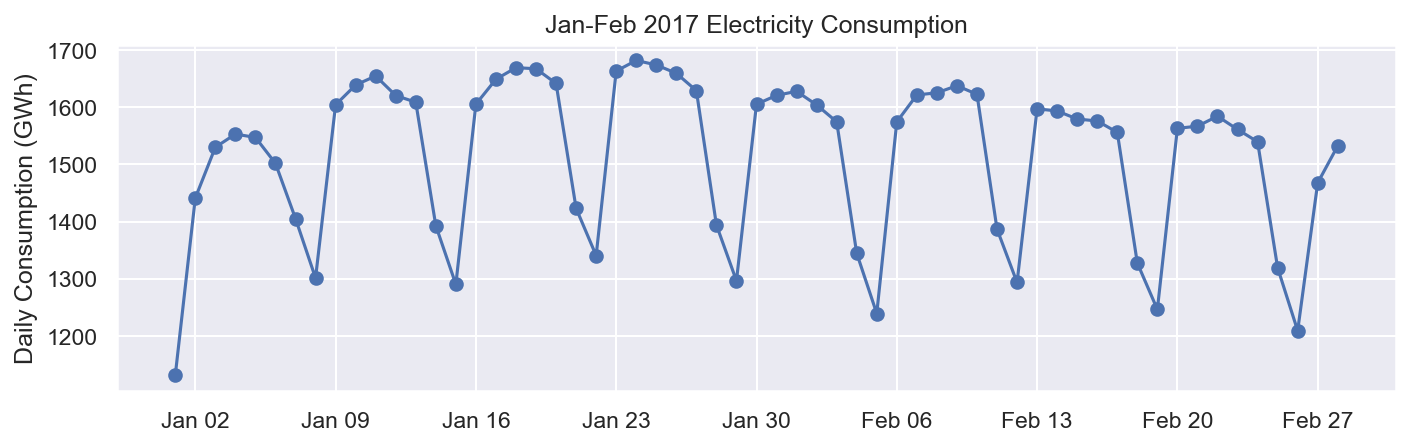 Jan-Feb 2017 Electricity Consumption
Daily Consumption (GWh)
1700
1600
1500
1400
1300
1200
Jan 02 Jan 09 Jan 16 Jan 23 Jan 30 Feb 06 Feb 13 Feb 20 Feb 27